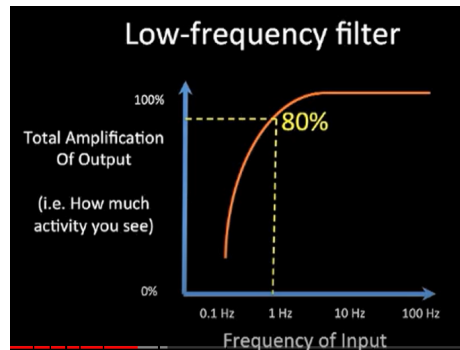 Low-frequency filter
100%
80%
Total Amplification
Of Output
(i.e. How much
activity you see)
0%
0.1 Hz 1 Hz 10 Hz 100 Hz
Frequency of Input